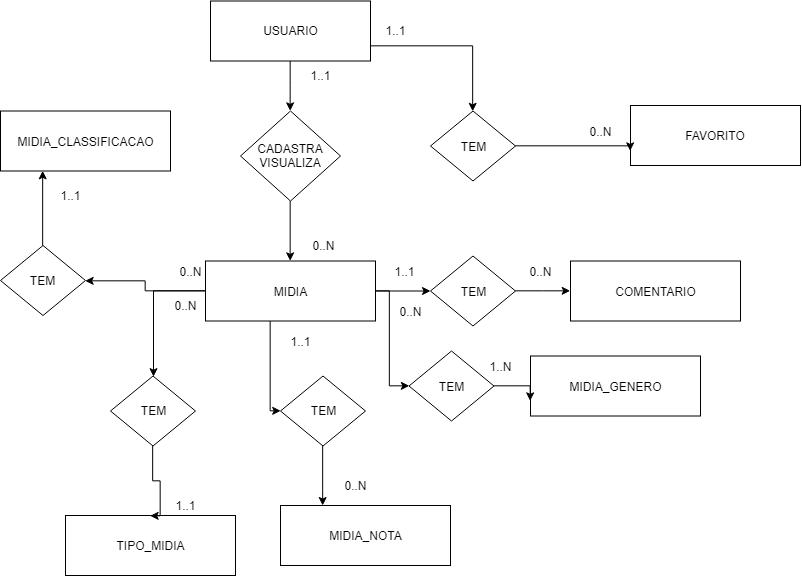 USUARIO
1..1
1..1
CADASTRA
VISUALIZA
TEM
0..N
FAVORITO
MIDIA_CLASSIFICACAO
1..1
0..N
TEM
0..N
0..N
MIDIA
1..1
0..N
TEM
0..N
COMENTARIO
1..1
TEM
1..N
MIDIA_GENERO
TEM
TEM
1..1
0..N
TIPO_MIDIA
MIDIA_NOTA